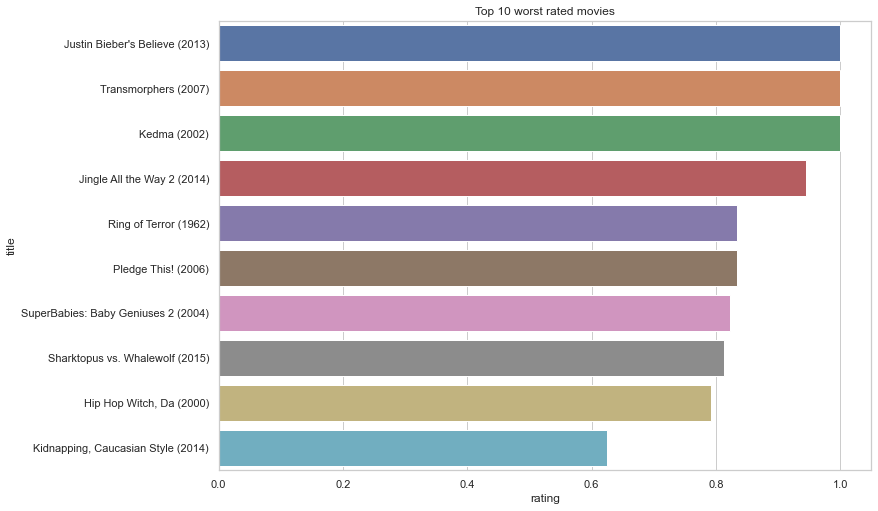 Top 10 worst rated movies
title
Justin Bieber's Believe (2013)
Transmorphers (2007)
Kedma (2002)
Jingle All the Way 2 (2014)
Ring of Terror (1962)
Pledge This! (2006)
SuperBabies: Baby Geniuses 2 (2004)
Sharktopus vs. Whalewolf (2015)
Hip Hop Witch, Da (2000)
Kidnapping, Caucasian Style (2014)
0.0 0.2 0.4 0.6 0.8 1.0
rating